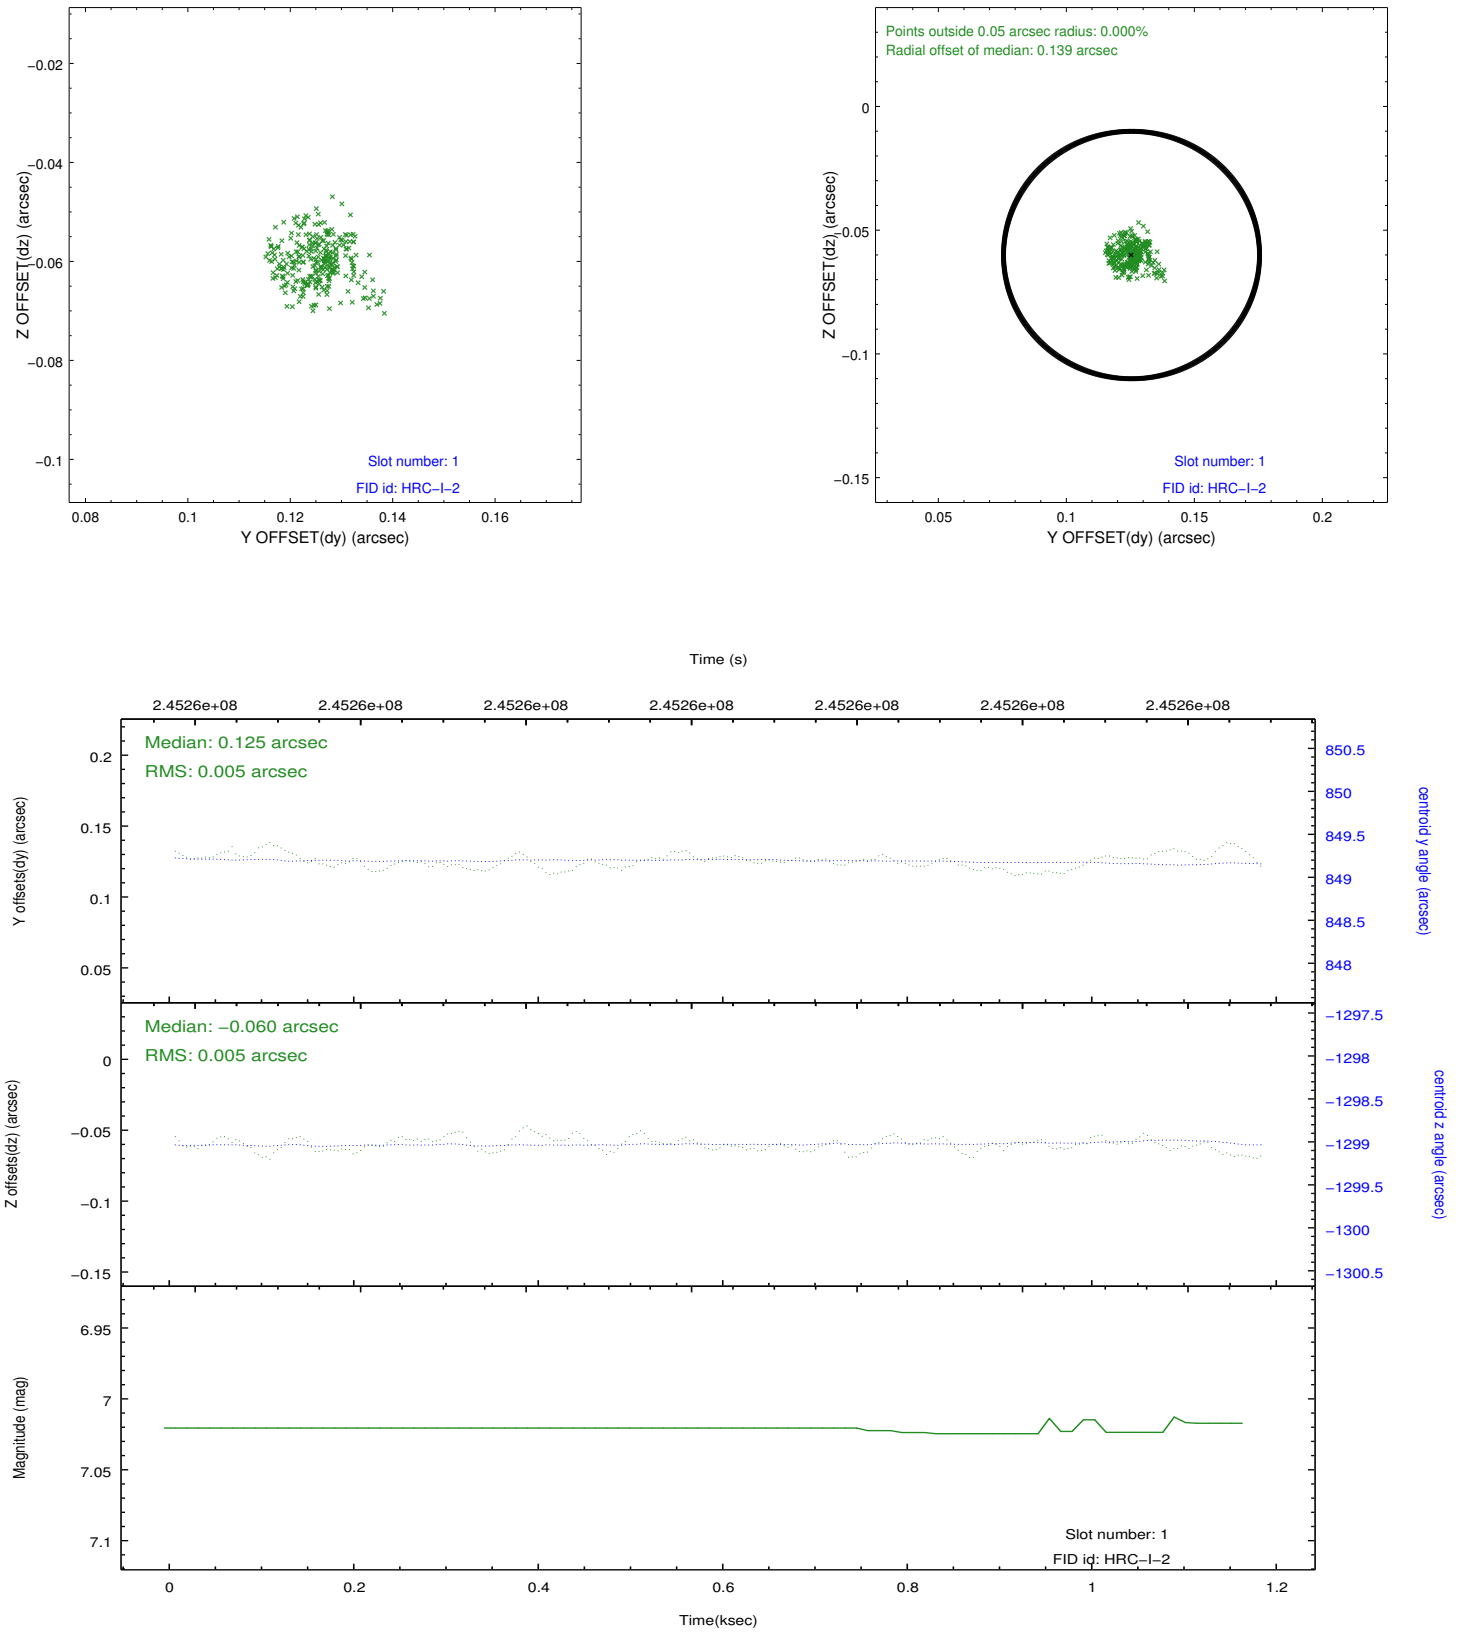 −0.02
−0.04
−0.06
−0.08
−0.1
Z OFFSET(dz) (arcsec)
Slot number: 1
FID id: HRC−I−2
0.08 0.1 0.12 0.14 0.16
Y OFFSET(dy) (arcsec)
Points outside 0.05 arcsec radius: 0.000%
Radial offset of median: 0.139 arcsec
0
−0.05
−0.1
−0.15
Z OFFSET(dz) (arcsec)
Slot number: 1
FID id: HRC−I−2
0.05 0.1 0.15 0.2
Y OFFSET(dy) (arcsec)
Time (s)
2.4526e+08 2.4526e+08 2.4526e+08 2.4526e+08 2.4526e+08 2.4526e+08 2.4526e+08
Median: 0.125 arcsec
RMS: 0.005 arcsec
0.2
0.15
0.1
0.05
Y offsets(dy) (arcsec)
850.5
850
849.5
849
848.5
848
centroid y angle (arcsec)
Median: −0.060 arcsec
RMS: 0.005 arcsec
0
−0.05
−0.1
−0.15
Z offsets(dz) (arcsec)
−1297.5
−1298
−1298.5
−1299
−1299.5
−1300
−1300.5
centroid z angle (arcsec)
6.95
7
7.05
7.1
Magnitude (mag)
Slot number: 1
FID id: HRC−I−2
0 0.2 0.4 0.6 0.8 1 1.2
Time(ksec)